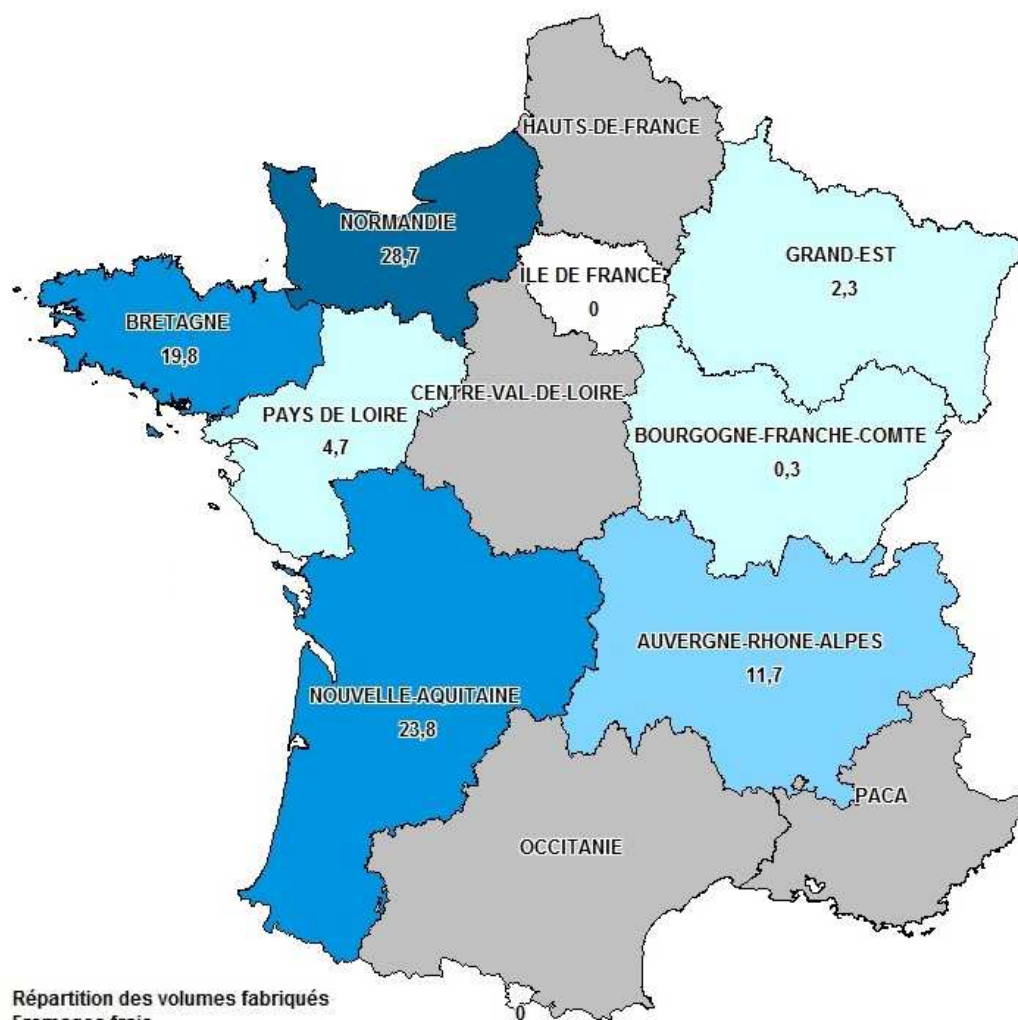 HAUTS-DE-FRANCE
NORMANDIE
28,7
GRAND-EST
2,3
ÎLE DE FRANCE
0
BRETAGNE
19,8
CENTRE-VAL-DE-LOIRE
PAYS DE LOIRE
4,7
BOURGOGNE-FRANCHE-COMTE
0,3
AUVERGNE-RHONE-ALPES
11,7
NOUVELLE-AQUITAINE
23,8
PACA
OCCITANIE
Répartition des volumes fabriqués
Fromages frais
0